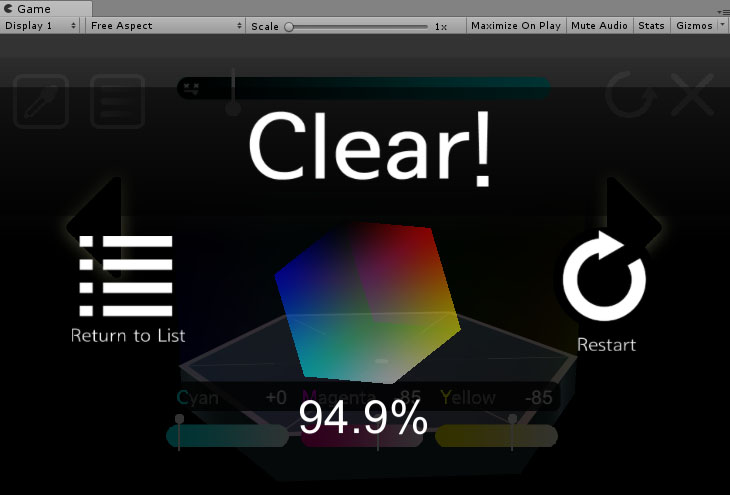 Game
Display 1 Free Aspect Scale 1x Maximize On Play Mute Audio Stats Gizmos
Clear!
Return to List
Restart
Cyan +0 Magenta -85 Yellow -85
94.9%